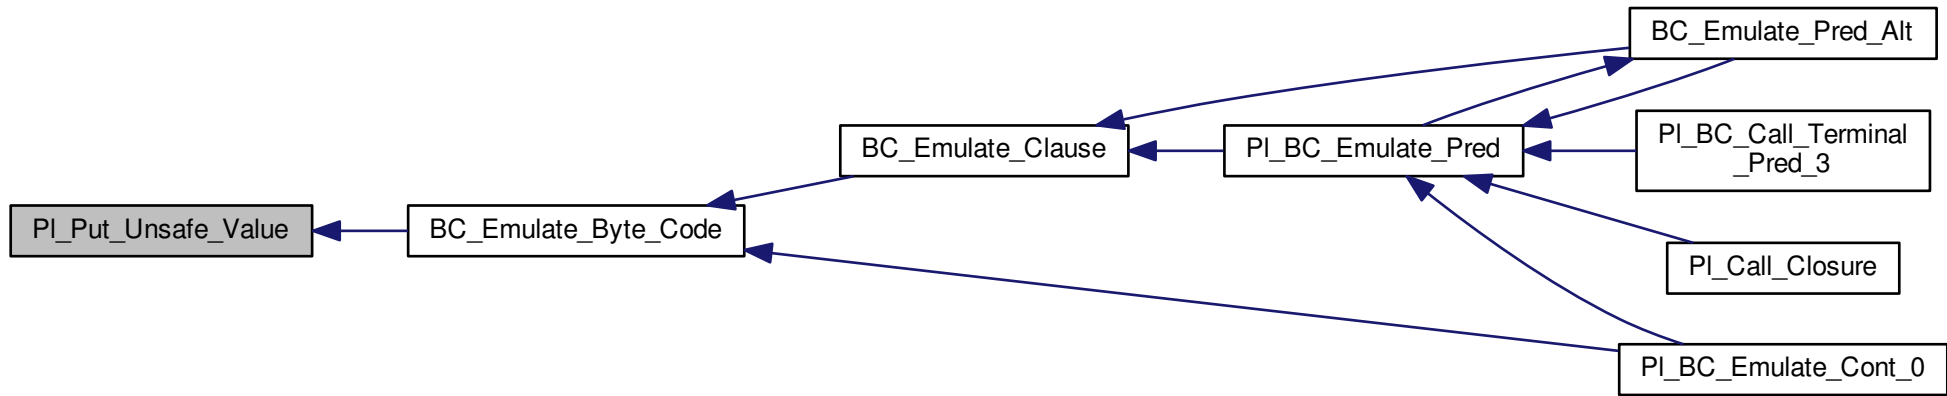 BC_Emulate_Pred_Alt
Pl_BC_Call_Terminal
_Pred_3
BC_Emulate_Clause
Pl_BC_Emulate_Pred
Pl_Put_Unsafe_Value
BC_Emulate_Byte_Code
Pl_Call_Closure
Pl_BC_Emulate_Cont_0